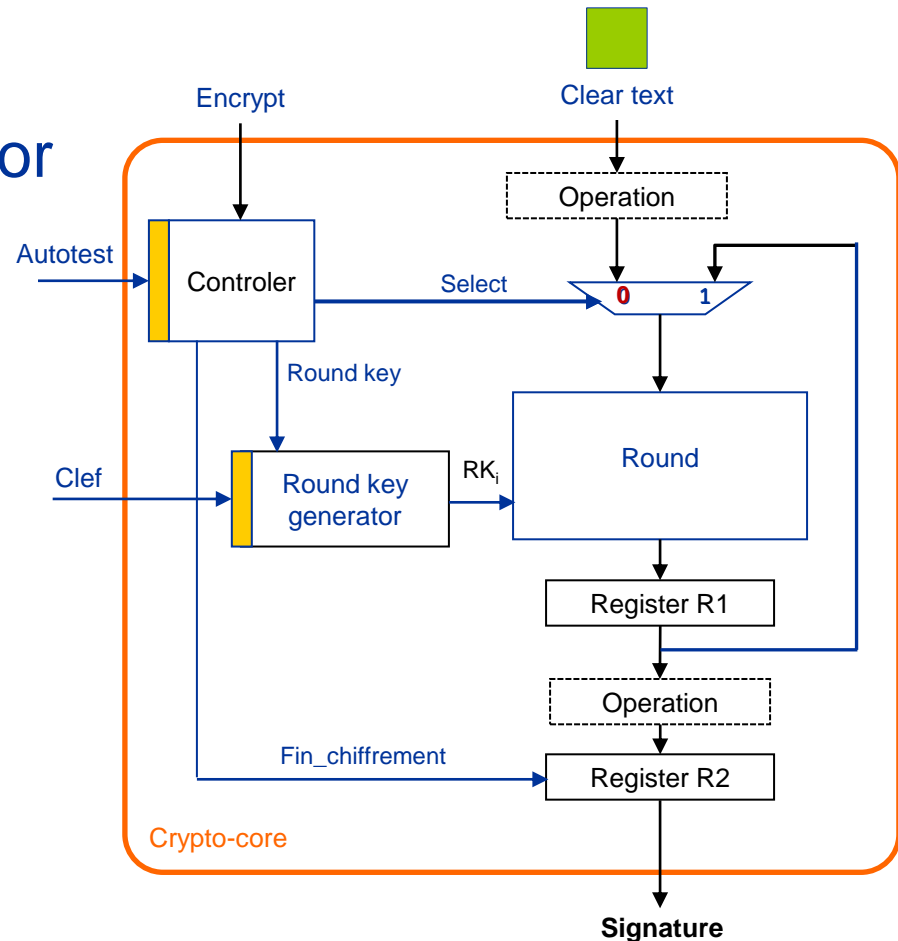 Clear text
Encrypt
or
Operation
Autotest
Controler
Select
0 1
Round key
Clef
Round key
generator
RKi
Round
Register R1
Operation
Fin_chiffrement
Register R2
Crypto-core
Signature